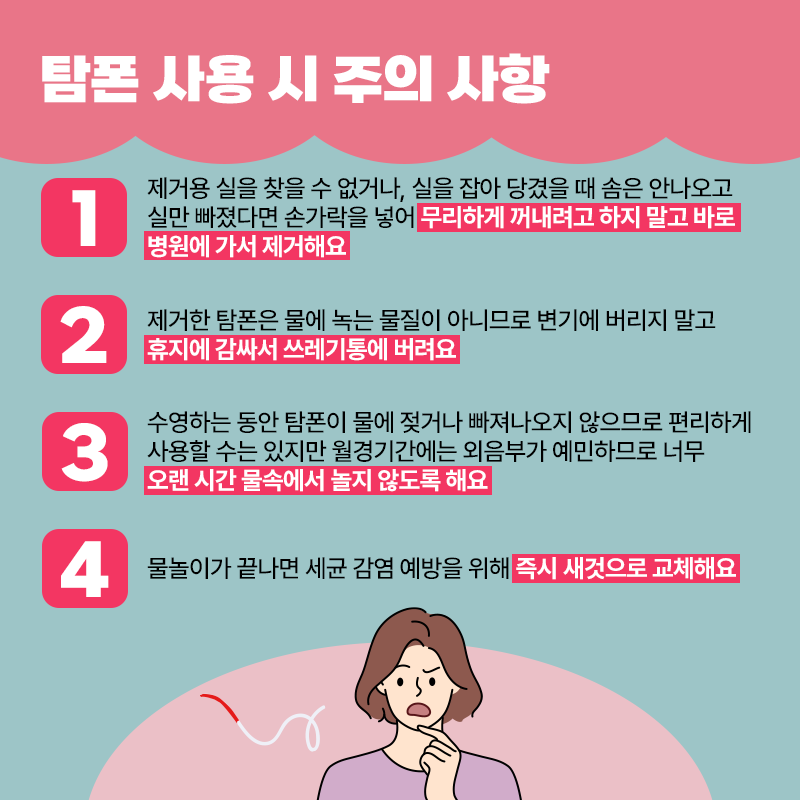 탐폰 사용 시 주의 사항
1
제거용 실을 찾을 수 없거나, 실을 잡아 당겼을 때 솜은 안나오고
실만 빠졌다면 손가락을 넣어 무리하게 꺼내려고 하지 말고 바로
병원에 가서 제거해요
2
제거한 탐폰은 물에 녹는 물질이 아니므로 변기에 버리지 말고
휴지에 감싸서 쓰레기통에 버려요
3
수영하는 동안 탐폰이 물에 젖거나 빠져나오지 않으므로 편리하게
사용할 수는 있지만 월경기간에는 외음부가 예민하므로 너무
오랜 시간 물속에서 놀지 않도록 해요
4
물놀이가 끝나면 세균 감염 예방을 위해 즉시 새것으로 교체해요